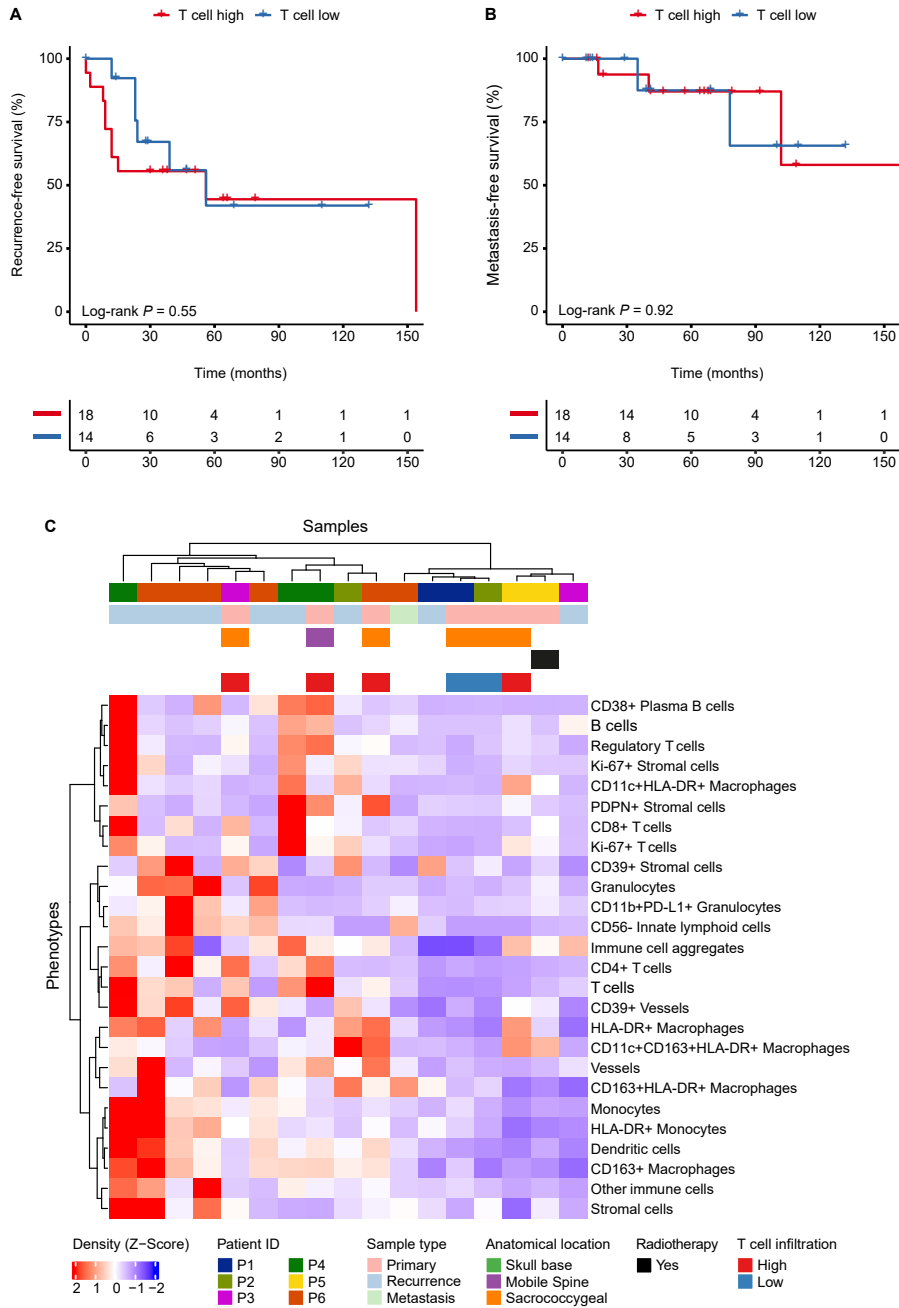 A
T cell high T cell low
Recurrence-free survival (%)
100
75
50
25
0
Log-rank P = 0.55
0 30 60 90 120 150
Time (months)
18 10 4 1 1 1
14 6 3 2 1 0
0 30 60 90 120 150
B
T cell high T cell low
Metastasis-free survival (%)
100
75
50
25
0
Log-rank P = 0.92
0 30 60 90 120 150
Time (months)
18 14 10 4 1 1
14 8 5 3 1 0
0 30 60 90 120 150
C
Samples
Phenotypes
CD38+ Plasma B cells
B cells
Regulatory T cells
Ki-67+ Stromal cells
CD11c+HLA-DR+ Macrophages
PDPN+ Stromal cells
CD8+ T cells
Ki-67+ T cells
CD39+ Stromal cells
Granulocytes
CD11b+PD-L1+ Granulocytes
CD56- Innate lymphoid cells
Immune cell aggregates
CD4+ T cells
T cells
CD39+ Vessels
HLA-DR+ Macrophages
CD11c+CD163+HLA-DR+ Macrophages
Vessels
CD163+HLA-DR+ Macrophages
Monocytes
HLA-DR+ Monocytes
Dendritic cells
CD163+ Macrophages
Other immune cells
Stromal cells
Density (Z−Score)
2 1 0 −1 −2
Patient ID
P1 P4
P2 P5
P3 P6
Sample type
Primary
Recurrence
Metastasis
Anatomical location
Skull base
Mobile Spine
Sacrococcygeal
Radiotherapy
Yes
T cell infiltration
High
Low